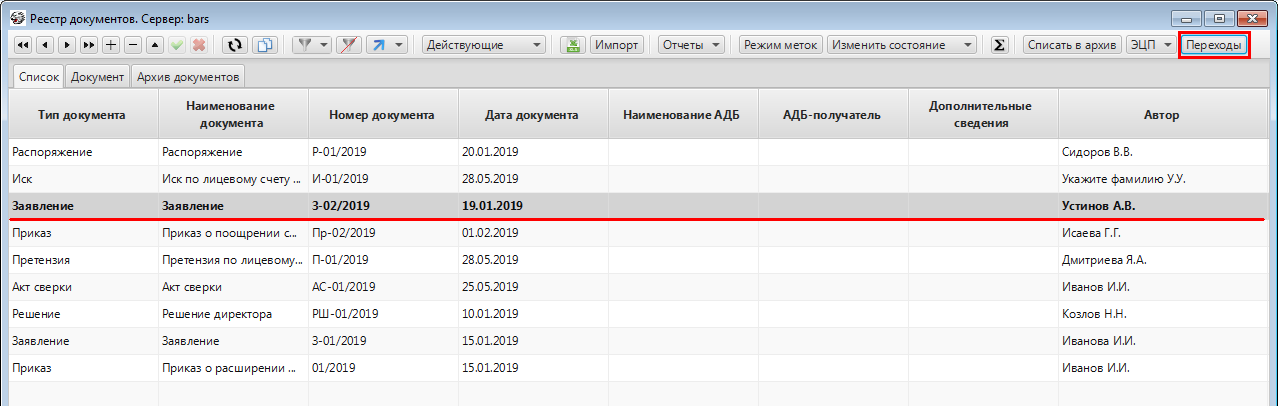 Реестр документов. Сервер: bars
Действующие Импорт Отчеты Режим меток Изменить состояние Σ Списать в архив ЭЦП Переходы
Список Документ Архив документов
Тип документа Наименование документа Номер документа Дата документа Наименование АДБ АДБ-получатель Дополнительные сведения Автор
Распоряжение Распоряжение Р-01/2019 20.01.2019 Сидоров В.В.
Иск Иск по лицевому счету ... И-01/2019 28.05.2019 Укажите фамилию У.У.
Заявление Заявление З-02/2019 19.01.2019 Устинов А.В.
Приказ Приказ о поощрении с... Пр-02/2019 01.02.2019 Исаева Г.Г.
Претензия Претензия по лицевому... П-01/2019 28.05.2019 Дмитриева Я.А.
Акт сверки Акт сверки АС-01/2019 25.05.2019 Иванов И.И.
Решение Решение директора РШ-01/2019 10.01.2019 Козлов Н.Н.
Заявление Заявление З-01/2019 15.01.2019 Иванова И.И.
Приказ Приказ о расширении ... 01/2019 15.01.2019 Иванов И.И.